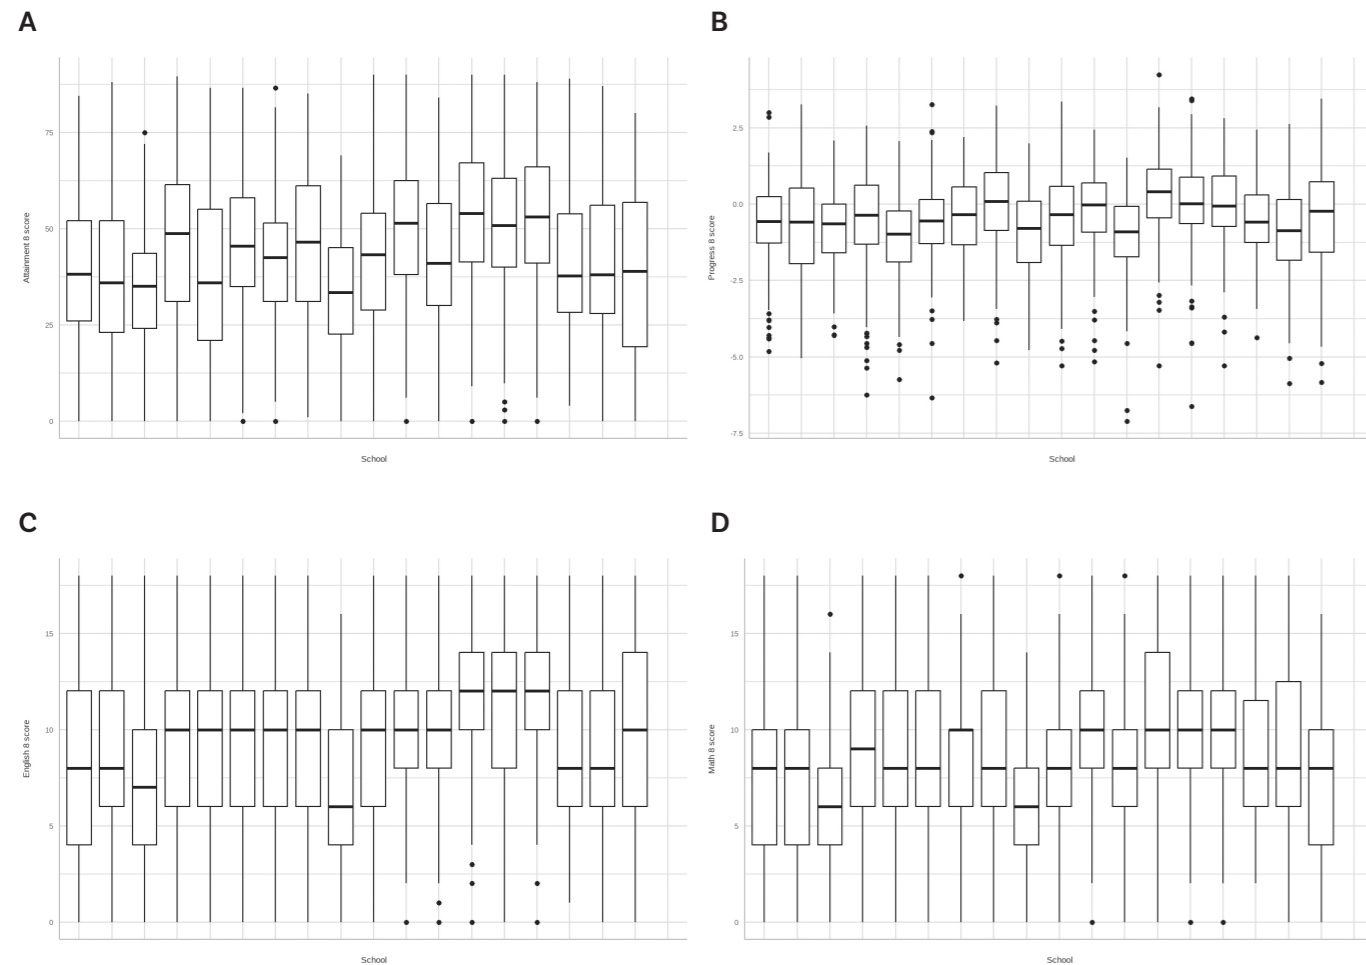 A
B
75
50
25
0
Attainment 8 score
School
2.5
0.0
-2.5
-5.0
-7.5
Progress 8 score
School
C
D
15
10
5
0
English 8 score
School
15
10
5
0
Math 8 score
School